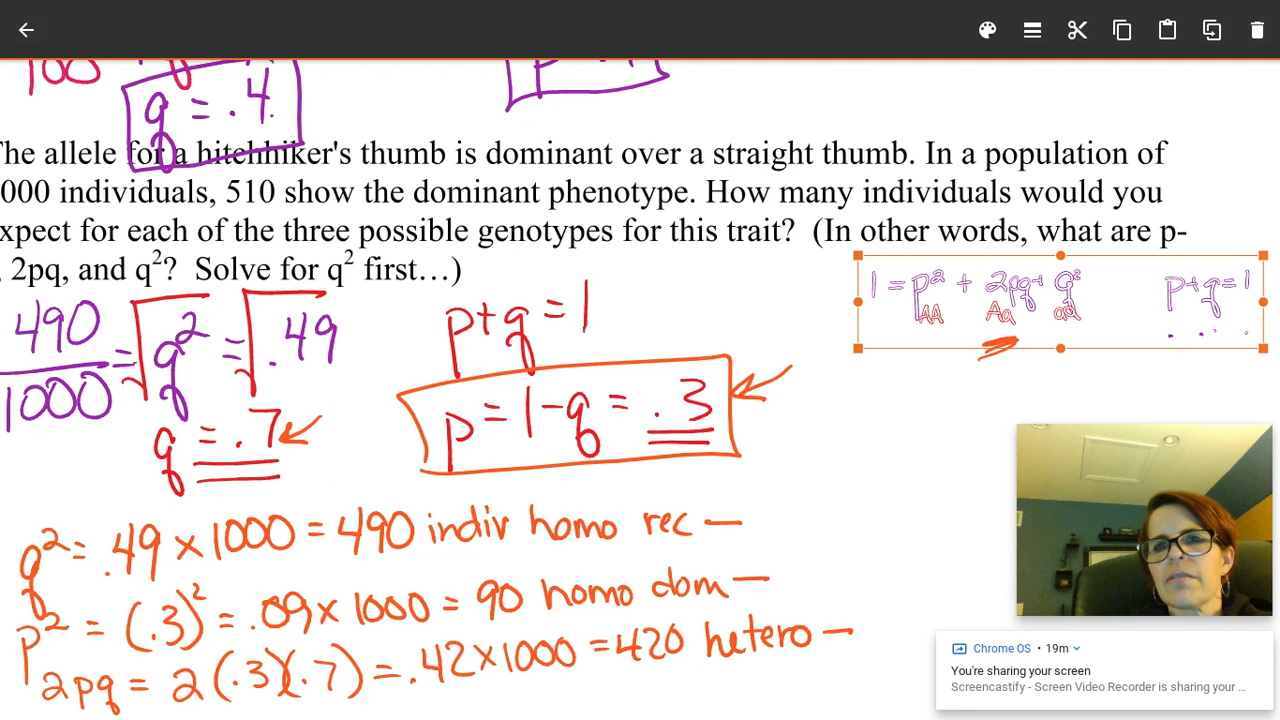 100
q = .4
The allele for a hitchhiker's thumb is dominant over a straight thumb. In a population of
000 individuals, 510 show the dominant phenotype. How many individuals would you
xpect for each of the three possible genotypes for this trait? (In other words, what are p-
, 2pq, and q²? Solve for q² first…)
1 = p² + 2pq + q²
AA Aa aa
p+q=1
490/1000 = √q² = √.49
q = .7
p+q=1
p=1-q= .3
q² = .49 x 1000 = 490 indiv homo rec —
p² = (.3)² = .09 x 1000 = 90 homo dom —
2pq = 2(.3)(.7) = .42 x 1000 = 420 hetero —
Chrome OS • 19m
You're sharing your screen
Screencastify - Screen Video Recorder is sharing your ...